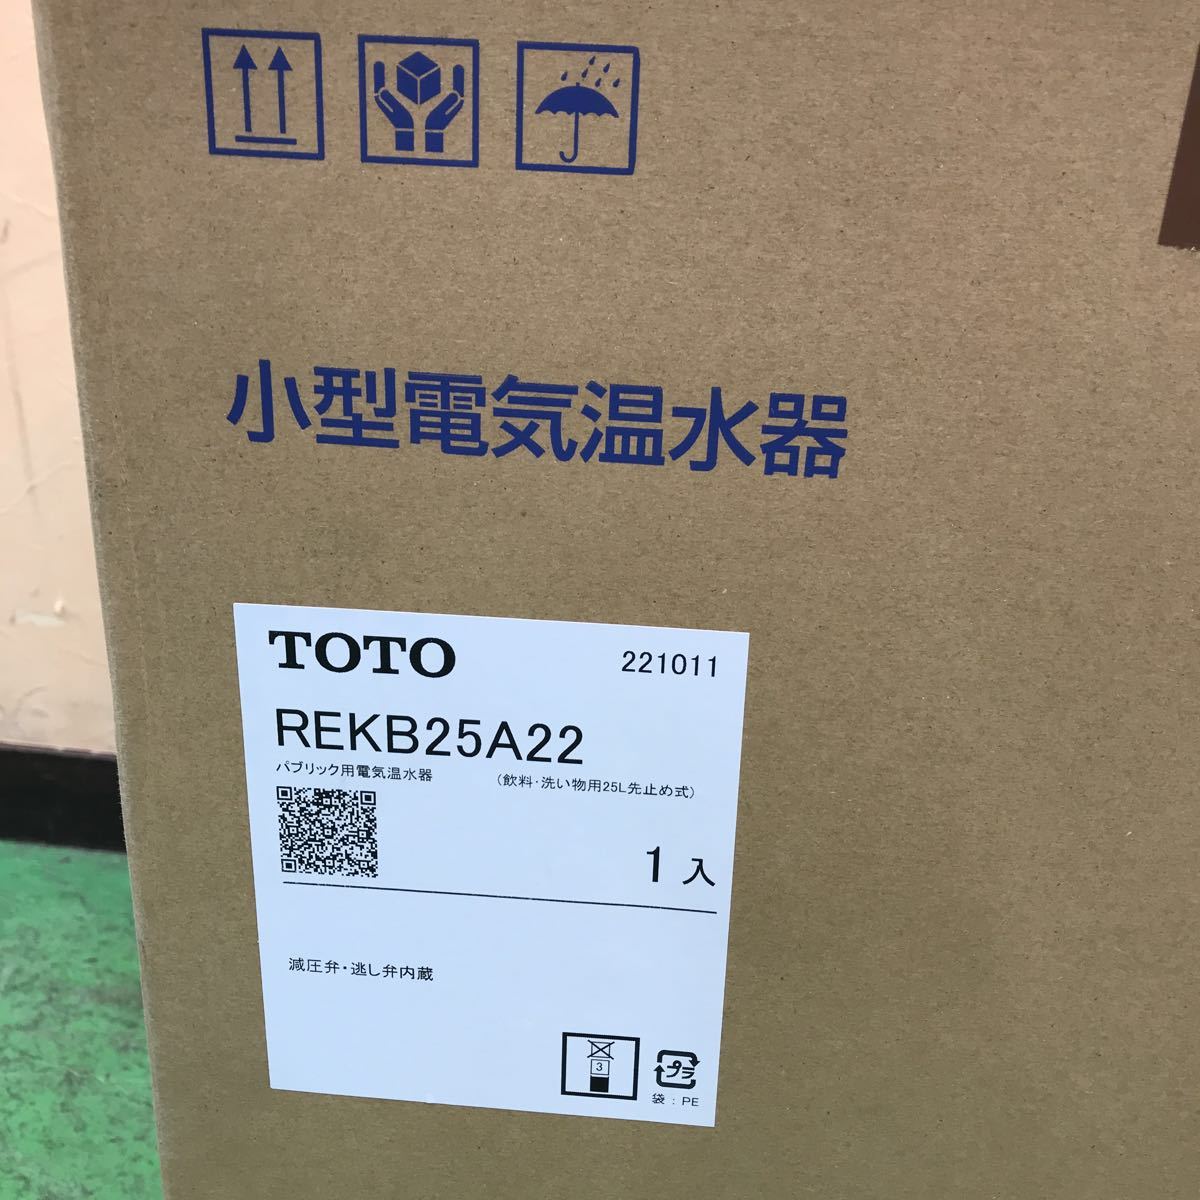 小型電気温水器
TOTO 221011
REKB25A22
パブリック用電気温水器 （飲料・洗い物用25L先止め式）
1入
減圧弁・逃し弁内蔵
3
プラ
袋：PE